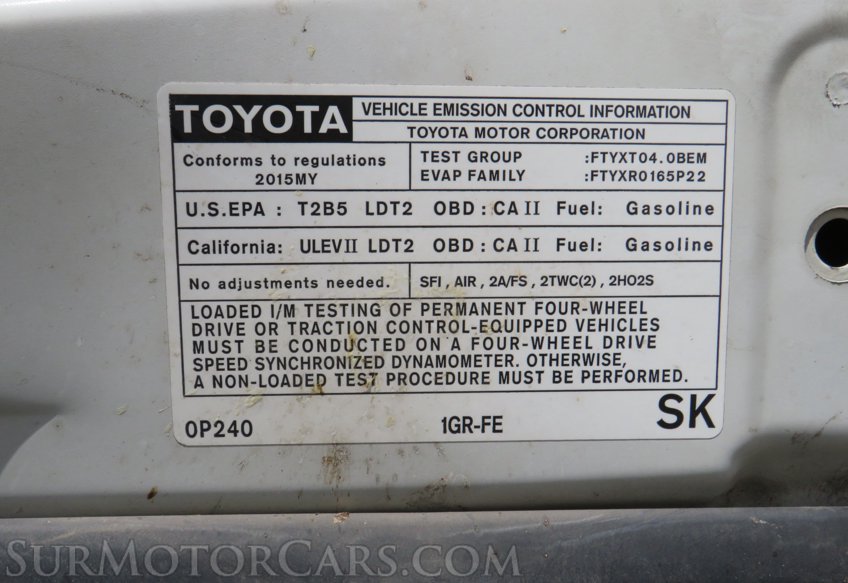 TOYOTA VEHICLE EMISSION CONTROL INFORMATION
TOYOTA MOTOR CORPORATION
Conforms to regulations
2015MY
TEST GROUP :FTYXT04.0BEM
EVAP FAMILY :FTYXR0165P22
U.S.EPA : T2B5 LDT2 OBD : CA II Fuel: Gasoline
California: ULEV II LDT2 OBD : CA II Fuel: Gasoline
No adjustments needed. SFI , AIR , 2A/FS , 2TWC(2) , 2HO2S
LOADED I/M TESTING OF PERMANENT FOUR-WHEEL
DRIVE OR TRACTION CONTROL-EQUIPPED VEHICLES
MUST BE CONDUCTED ON A FOUR-WHEEL DRIVE
SPEED SYNCHRONIZED DYNAMOMETER. OTHERWISE,
A NON-LOADED TEST PROCEDURE MUST BE PERFORMED.
0P240 1GR-FE SK
SURMOTORCARS.COM